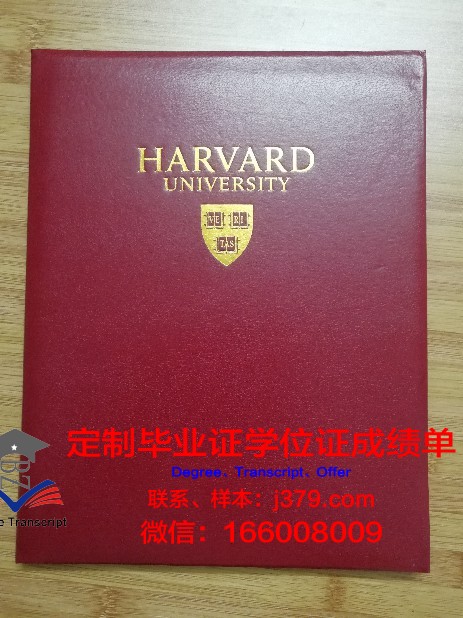 HARVARD
UNIVERSITY
VE RI
TAS
定制毕业证学位证成绩单
Degree、Transcript、Offer
联系、样本：j379.com
微信：166008009
e Transcript